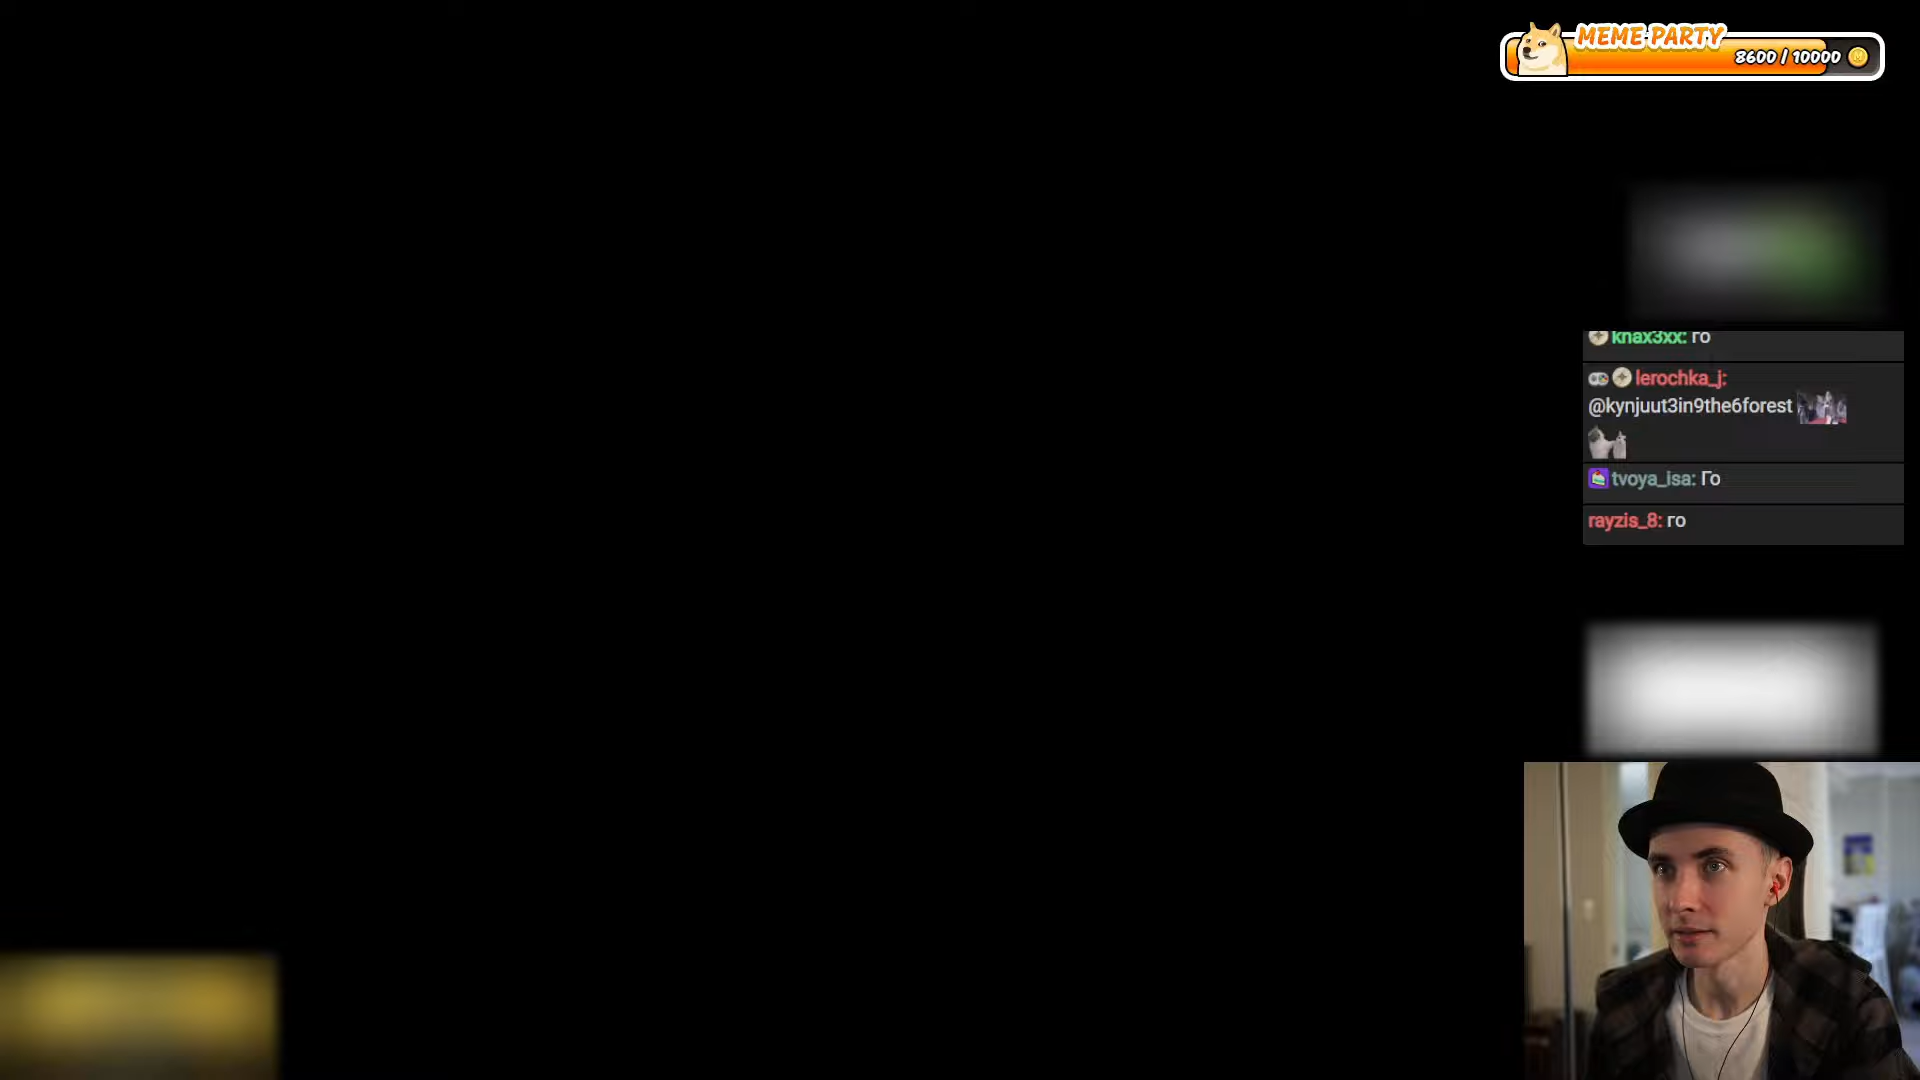 MEME PARTY
8600 / 10000
knax3xx: го
lerochka_j:
@kynjuut3in9the6forest
tvoya_isa: Го
rayzis_8: го